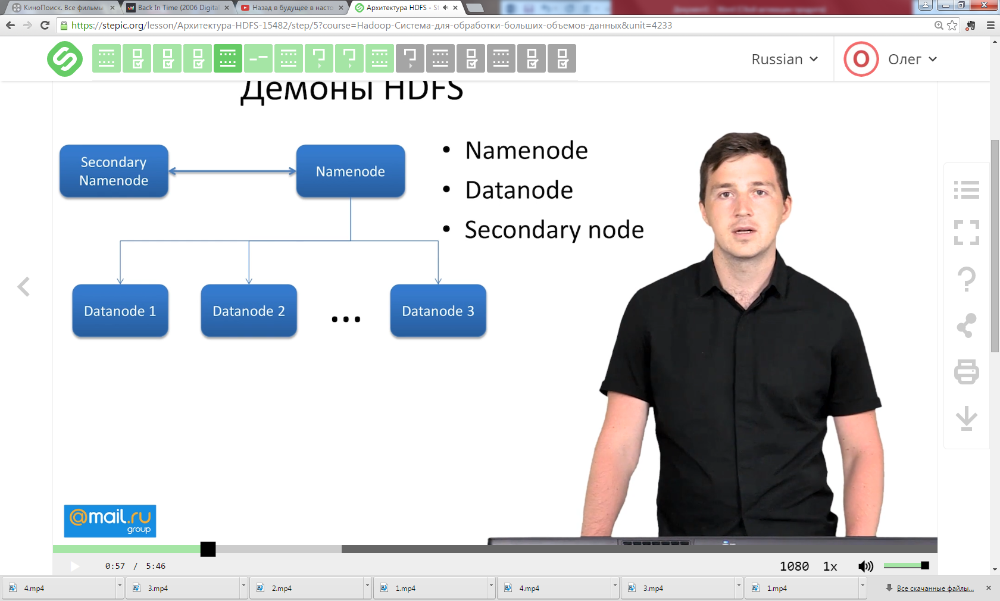 КиноПоиск. Все фильмы
Back In Time (2006 Digital
Назад в будущее в насто
Архитектура HDFS - St
https://stepic.org/lesson/Архитектура-HDFS-15482/step/5?course=Hadoop-Система-для-обработки-больших-объемов-данных&unit=4233
Russian
O
Олег
Демоны HDFS
Secondary
Namenode
Namenode
• Namenode
• Datanode
• Secondary node
Datanode 1
Datanode 2
...
Datanode 3
@mail.ru
group
0:57 / 5:46
1080
1x
4.mp4
3.mp4
2.mp4
1.mp4
4.mp4
3.mp4
1.mp4
Все скачанные файлы...